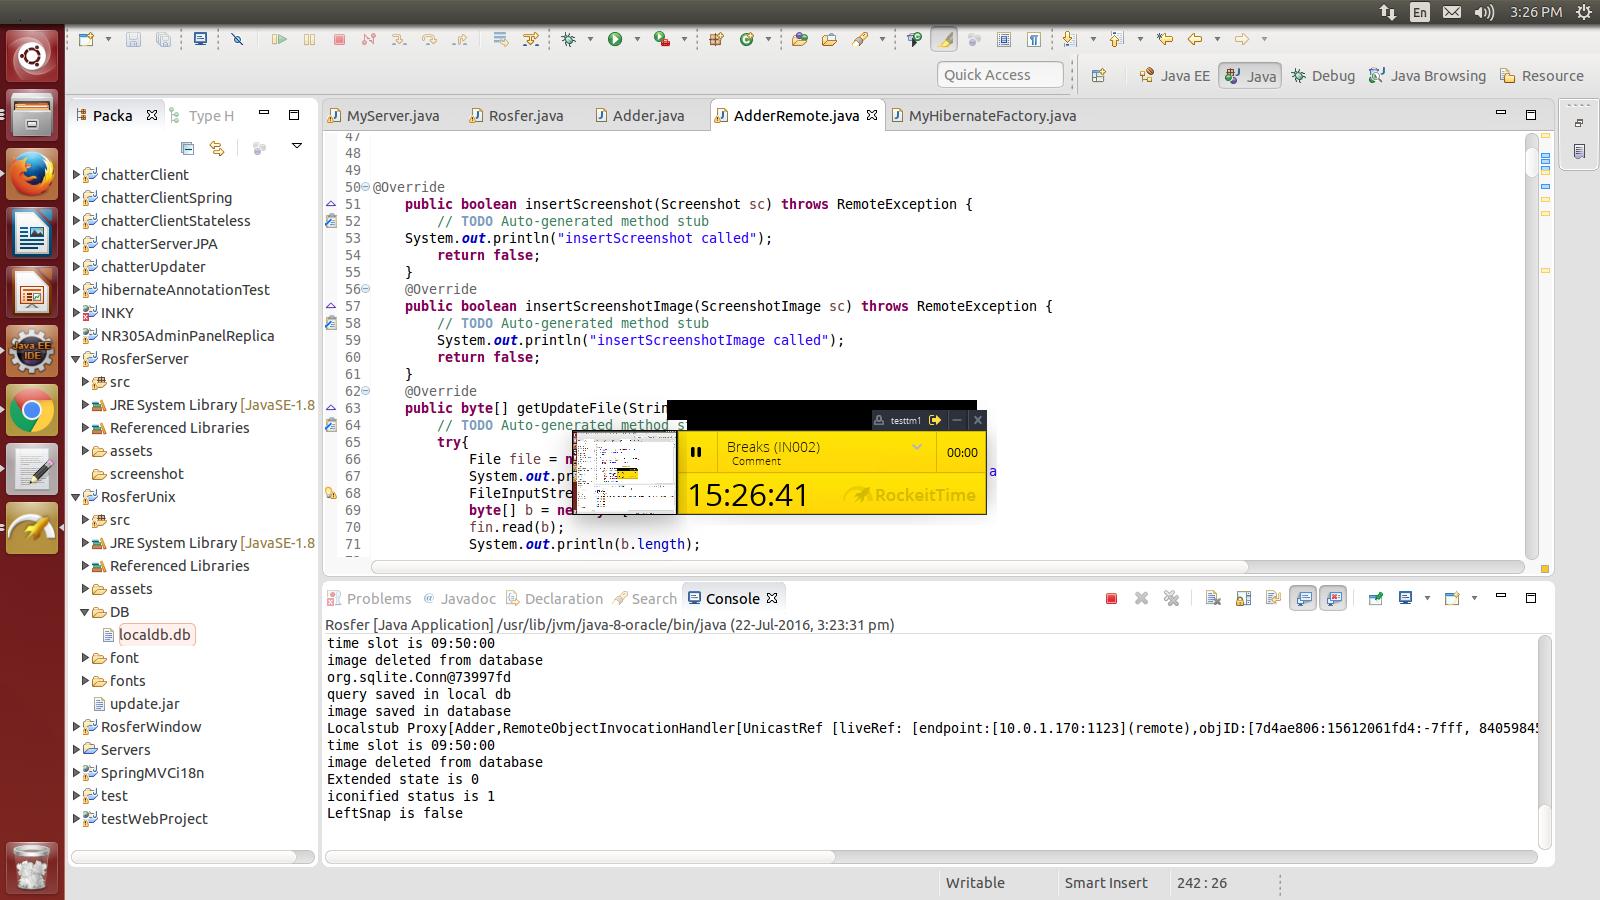 En 3:26 PM
Quick Access
Java EE Java Debug Java Browsing Resource
Packa Type H
MyServer.java Rosfer.java Adder.java AdderRemote.java MyHibernateFactory.java
chatterClient
chatterClientSpring
chatterClientStateless
chatterServerJPA
chatterUpdater
hibernateAnnotationTest
INKY
NR305AdminPanelReplica
RosferServer
src
JRE System Library [JavaSE-1.8
Referenced Libraries
assets
screenshot
RosferUnix
src
JRE System Library [JavaSE-1.8
Referenced Libraries
assets
DB
localdb.db
font
fonts
update.jar
RosferWindow
Servers
SpringMVCi18n
test
testWebProject
47
48
49
50 @Override
51 public boolean insertScreenshot(Screenshot sc) throws RemoteException {
52 // TODO Auto-generated method stub
53 System.out.println("insertScreenshot called");
54 return false;
55 }
56 @Override
57 public boolean insertScreenshotImage(ScreenshotImage sc) throws RemoteException {
58 // TODO Auto-generated method stub
59 System.out.println("insertScreenshotImage called");
60 return false;
61 }
62 @Override
63 public byte[] getUpdateFile(Strin
64 // TODO Auto-generated method s
65 try{
66 File file = n
67 System.out.pr a
68 FileInputStre
69 byte[] b = ne
70 fin.read(b);
71 System.out.println(b.length);
testtm1
Breaks (IN002)
Comment
00:00
15:26:41 RockeitTime
Java EE IDE
Problems @ Javadoc Declaration Search Console
Rosfer [Java Application] /usr/lib/jvm/java-8-oracle/bin/java (22-Jul-2016, 3:23:31 pm)
time slot is 09:50:00
image deleted from database
org.sqlite.Conn@73997fd
query saved in local db
image saved in database
Localstub Proxy[Adder,RemoteObjectInvocationHandler[UnicastRef [liveRef: [endpoint:[10.0.1.170:1123](remote),objID:[7d4ae806:15612061fd4:-7fff, 84059845
time slot is 09:50:00
image deleted from database
Extended state is 0
iconified status is 1
LeftSnap is false
Writable Smart Insert 242 : 26